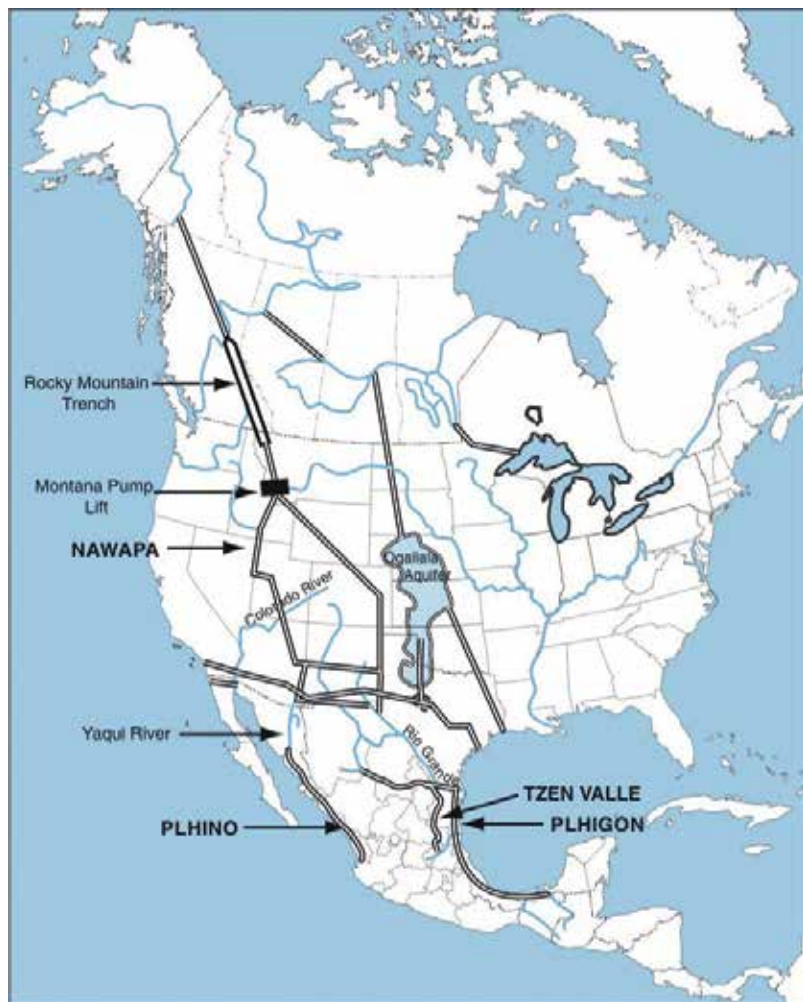 Rocky Mountain
Trench
Montana Pump
Lift
NAWAPA
Ogallala
Aquifer
Colorado River
Yaqui River
Rio Grande
TZEN VALLE
PLHINO
PLHIGON